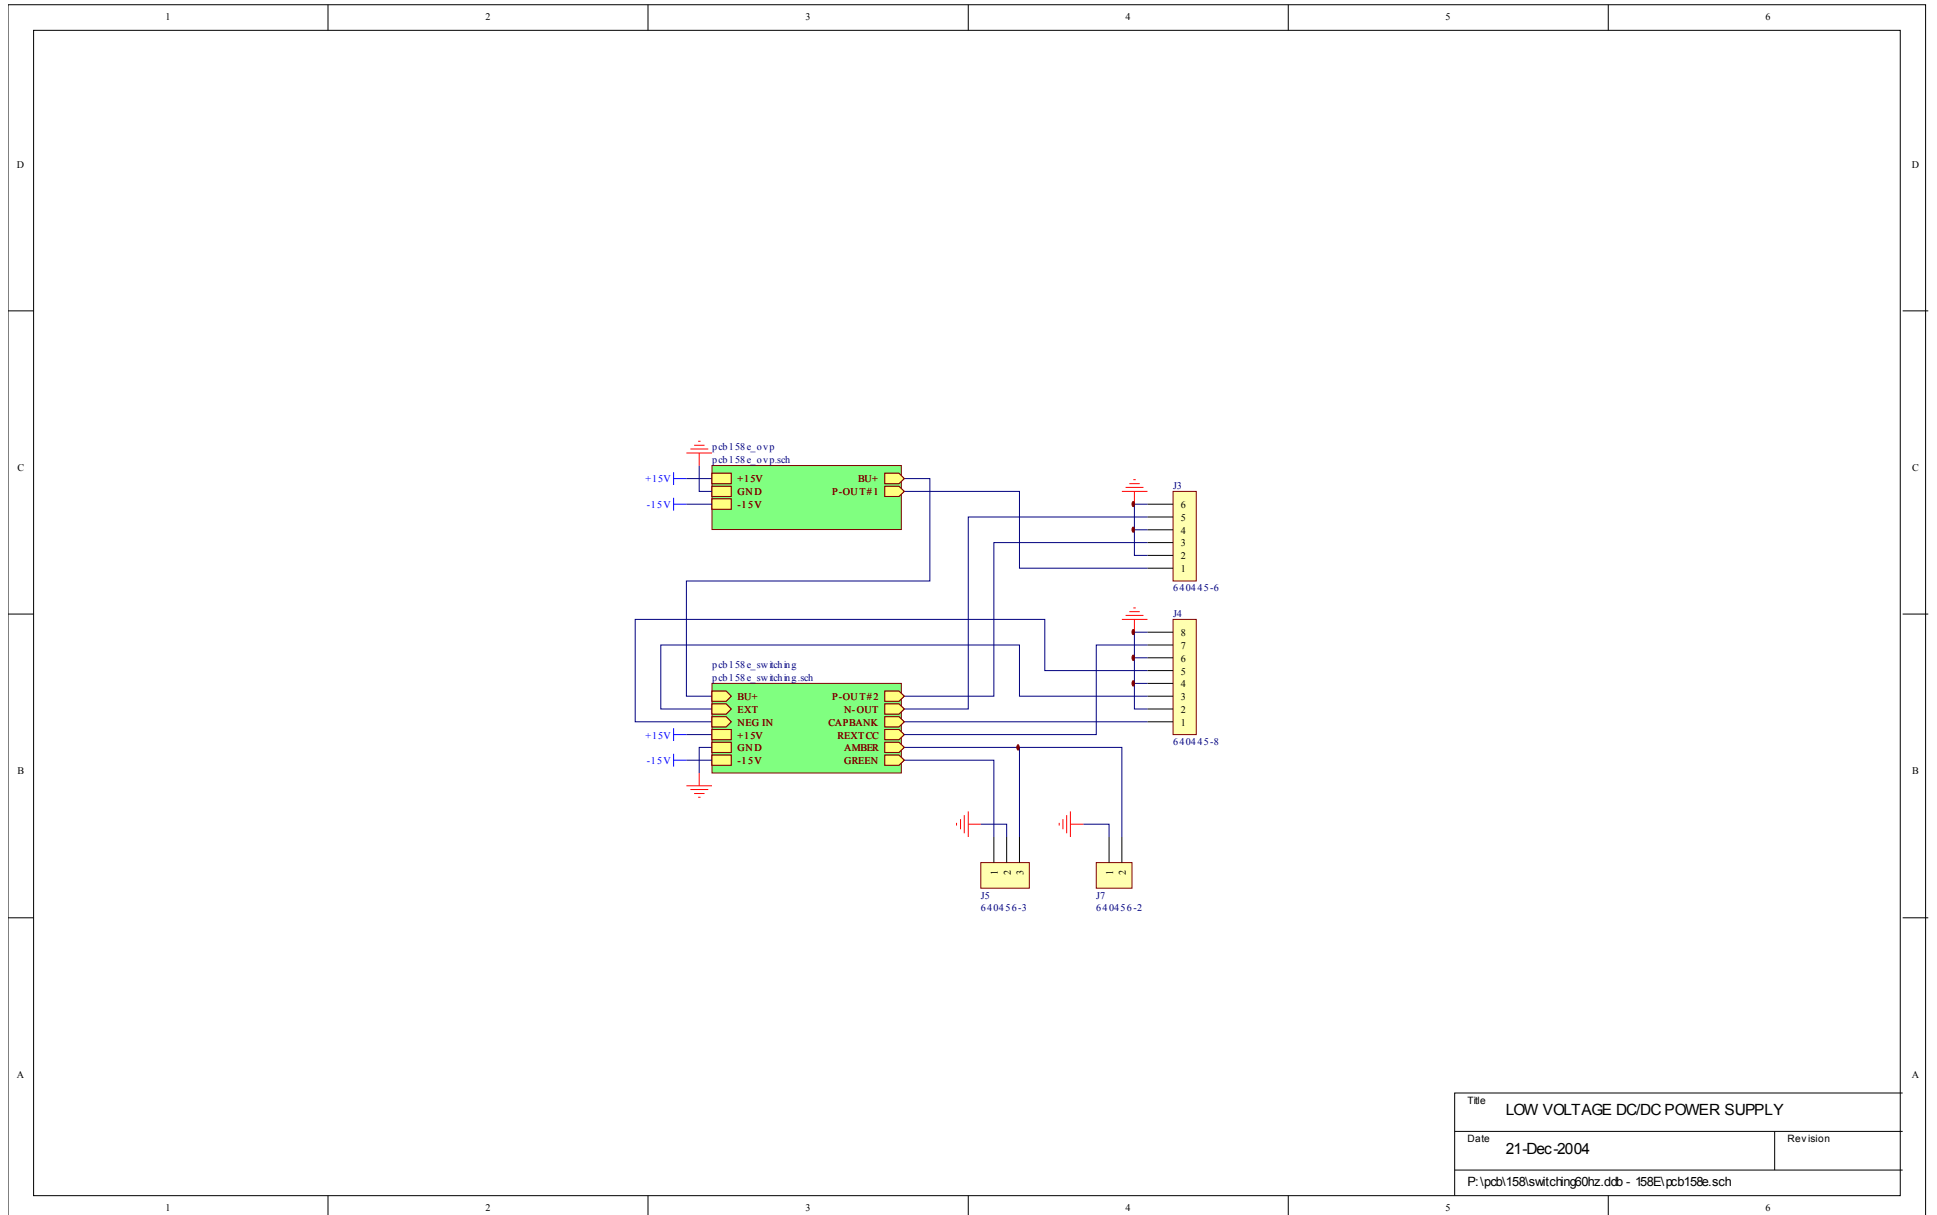 1 2 3 4 5 6
D D
C C
B B
A A
pcb158e_ovp
pcb158e_ovp.sch
+15V +15V BU+
GND P-OUT#1
-15V -15V
J3
6
5
4
3
2
1
640445-6
J4
8
7
6
5
4
3
2
1
640445-8
pcb158e_switching
pcb158e_switching.sch
BU+ P-OUT#2
EXT N-OUT
NEG IN CAPBANK
+15V +15V REXTCC
GND AMBER
-15V -15V GREEN
1 2 3
J5
640456-3
1 2
J7
640456-2
Title
LOW VOLTAGE DC/DC POWER SUPPLY
Date 21-Dec-2004 Revision
P:\pcb\158\switching60hz.ddb - 158E\pcb158e.sch
1 2 3 4 5 6